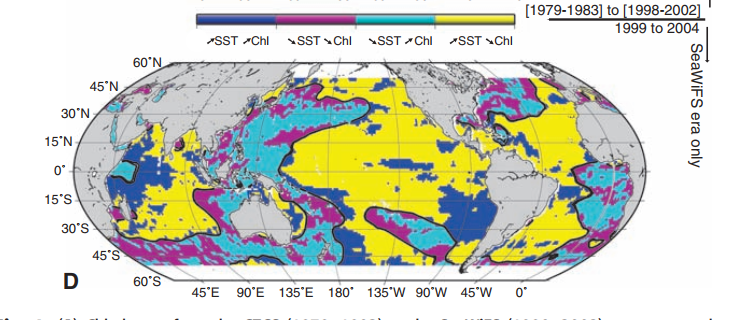 [1979-1983] to [1998-2002]
1999 to 2004
SeaWiFS era only
↗SST ↗Chl ↘SST ↘Chl ↘SST ↗Chl ↗SST ↘Chl
60˚N
45˚N
30˚N
15˚N
0˚
15˚S
30˚S
45˚S
60˚S
D
45˚E 90˚E 135˚E 180˚ 135˚W 90˚W 45˚W 0˚